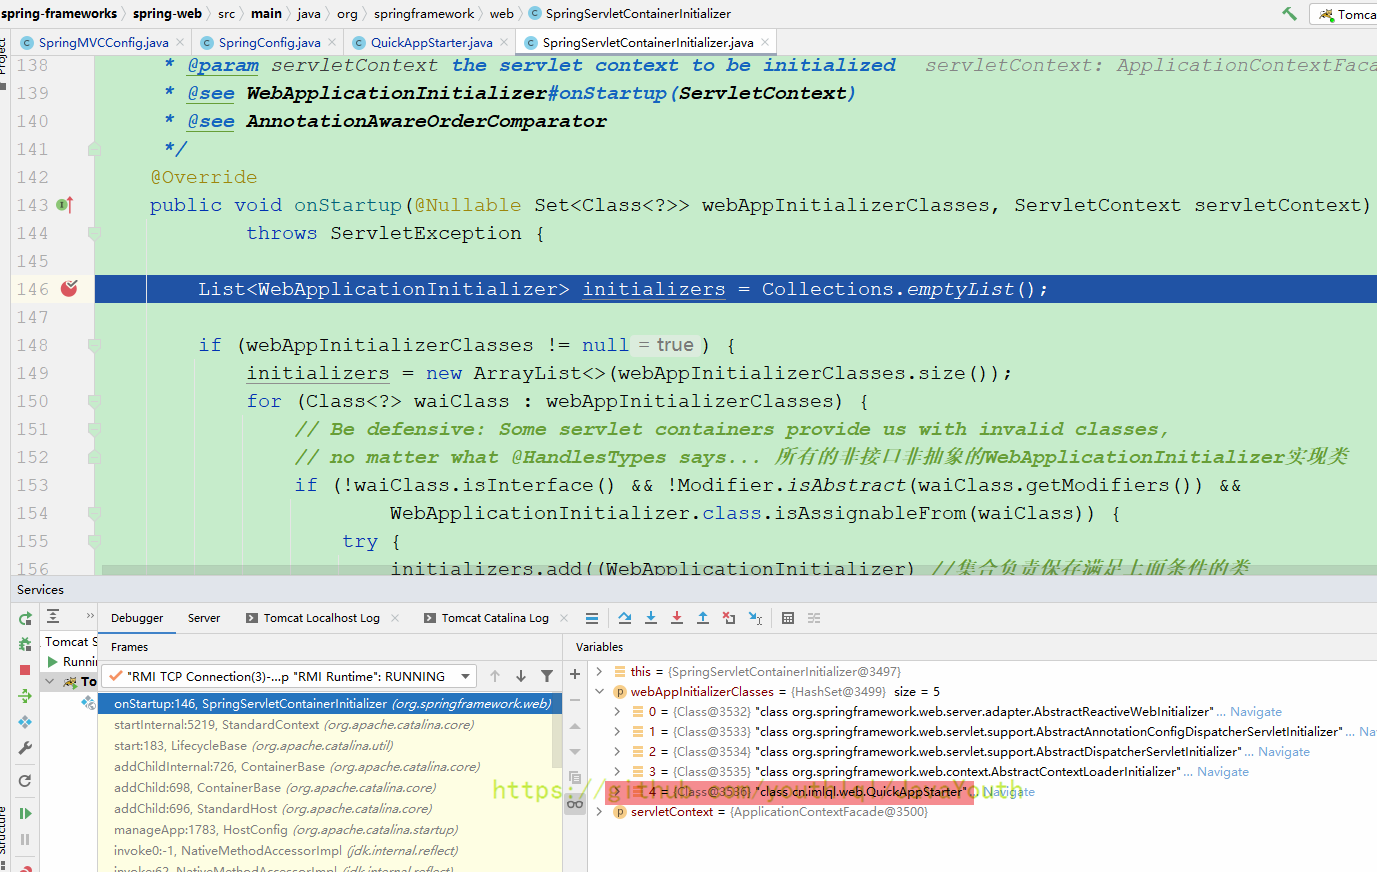 spring-frameworks › spring-web › src › main › java › org › springframework › web › SpringServletContainerInitializer
Tomca
SpringMVCConfig.java × SpringConfig.java × QuickAppStarter.java × SpringServletContainerInitializer.java ×
Project
138 * @param servletContext the servlet context to be initialized servletContext: ApplicationContextFaca
139 * @see WebApplicationInitializer#onStartup(ServletContext)
140 * @see AnnotationAwareOrderComparator
141 */
142 @Override
143 public void onStartup(@Nullable Set<Class<?>> webAppInitializerClasses, ServletContext servletContext)
144 throws ServletException {
145
146 List<WebApplicationInitializer> initializers = Collections.emptyList();
147
148 if (webAppInitializerClasses != null = true ) {
149 initializers = new ArrayList<>(webAppInitializerClasses.size());
150 for (Class<?> waiClass : webAppInitializerClasses) {
151 // Be defensive: Some servlet containers provide us with invalid classes,
152 // no matter what @HandlesTypes says... 所有的非接口非抽象的WebApplicationInitializer实现类
153 if (!waiClass.isInterface() && !Modifier.isAbstract(waiClass.getModifiers()) &&
154 WebApplicationInitializer.class.isAssignableFrom(waiClass)) {
155 try {
156 initializers.add((WebApplicationInitializer) //集合负责保存满足上面条件的类
Services
Debugger Server Tomcat Localhost Log × Tomcat Catalina Log ×
Tomcat S
Runni
To
Frames
"RMI TCP Connection(3)-...p "RMI Runtime": RUNNING
onStartup:146, SpringServletContainerInitializer (org.springframework.web)
startInternal:5219, StandardContext (org.apache.catalina.core)
start:183, LifecycleBase (org.apache.catalina.util)
addChildInternal:726, ContainerBase (org.apache.catalina.core)
addChild:698, ContainerBase (org.apache.catalina.core)
addChild:696, StandardHost (org.apache.catalina.core)
manageApp:1783, HostConfig (org.apache.catalina.startup)
invoke0:-1, NativeMethodAccessorImpl (jdk.internal.reflect)
invoke:62, NativeMethodAccessorImpl (jdk.internal.reflect)
Variables
this = {SpringServletContainerInitializer@3497}
webAppInitializerClasses = {HashSet@3499} size = 5
0 = {Class@3532} "class org.springframework.web.server.adapter.AbstractReactiveWebInitializer" ... Navigate
1 = {Class@3533} "class org.springframework.web.servlet.support.AbstractAnnotationConfigDispatcherServletInitializer" ... Na
2 = {Class@3534} "class org.springframework.web.servlet.support.AbstractDispatcherServletInitializer" ... Navigate
3 = {Class@3535} "class org.springframework.web.context.AbstractContextLoaderInitializer" ... Navigate
4 = {Class@3536} "class cn.imlql.web.QuickAppStarter" ... Navigate
servletContext = {ApplicationContextFacade@3500}
structure